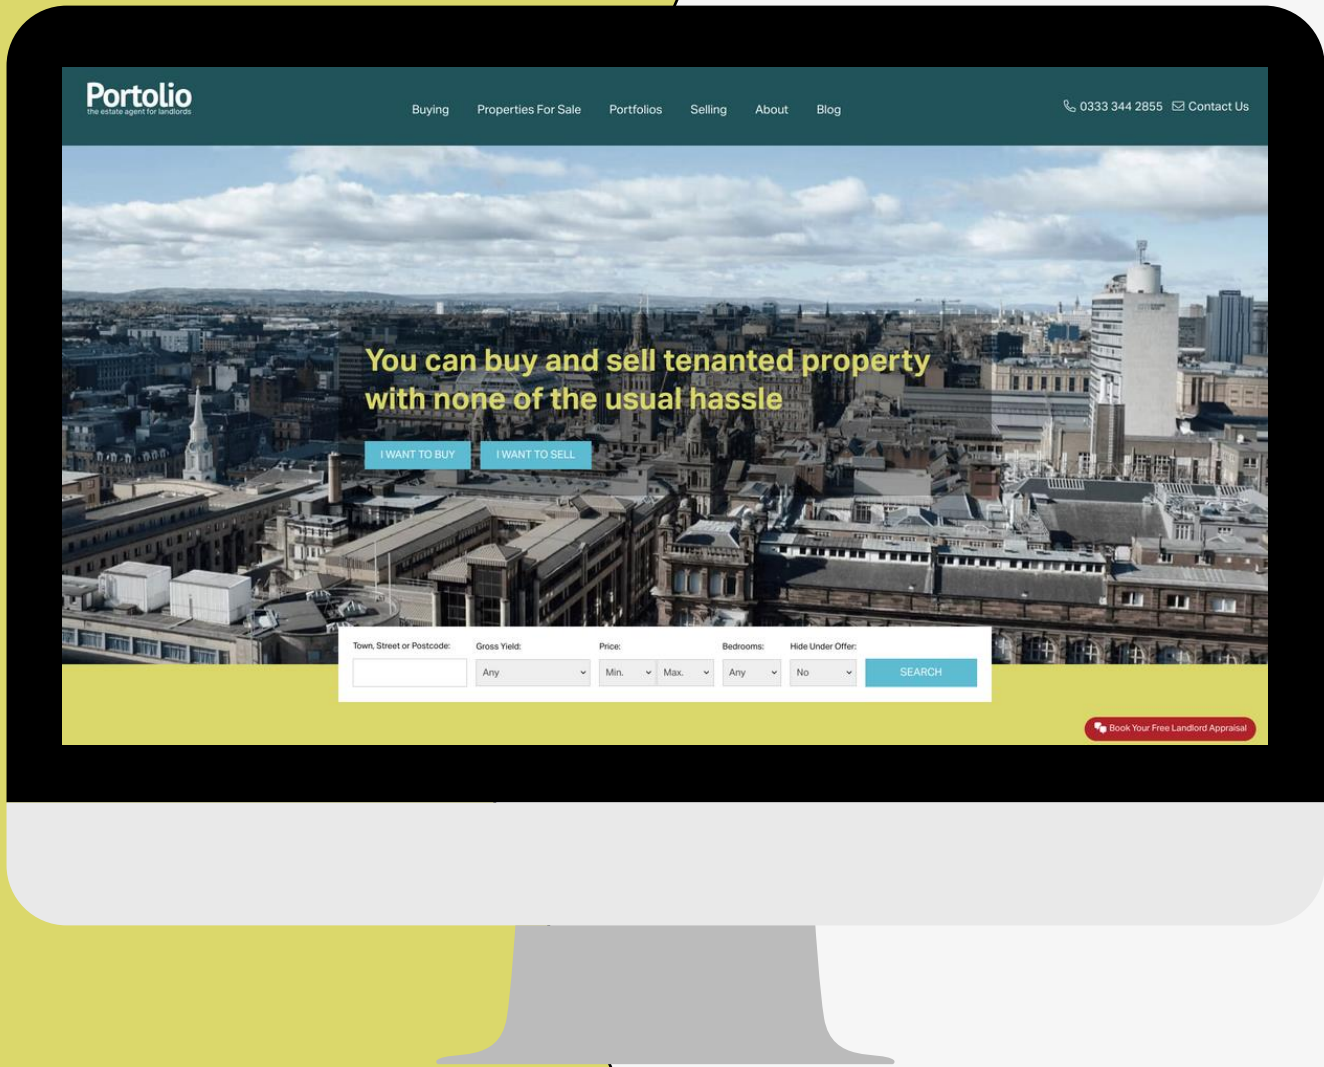 Portolio
the estate agent for landlords
Buying Properties For Sale Portfolios Selling About Blog
0333 344 2855 Contact Us
You can buy and sell tenanted property
with none of the usual hassle
I WANT TO BUY I WANT TO SELL
Town, Street or Postcode: Gross Yield: Price: Bedrooms: Hide Under Offer:
Any Min. Max. Any No SEARCH
Book Your Free Landlord Appraisal